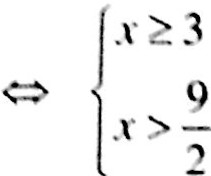 ⇔ { x ≥ 3
x > 9/2